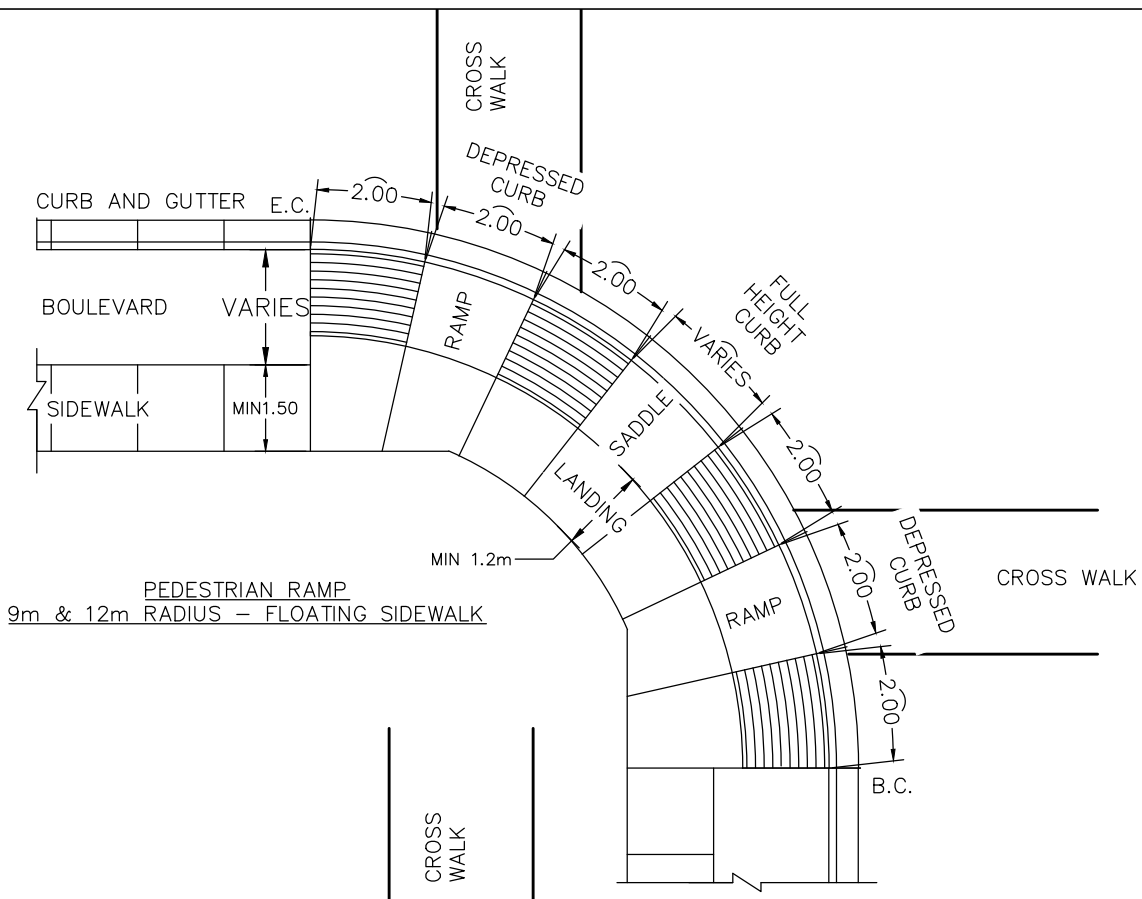 CROSS
WALK
DEPRESSED
CURB
CURB AND GUTTER
E.C.
2.00
2.00
2.00
FULL
HEIGHT
CURB
BOULEVARD
VARIES
RAMP
VARIES
SIDEWALK
MIN1.50
SADDLE
2.00
LANDING
MIN 1.2m
DEPRESSED
CURB
2.00
CROSS WALK
PEDESTRIAN RAMP
9m & 12m RADIUS – FLOATING SIDEWALK
RAMP
2.00
B.C.
CROSS
WALK